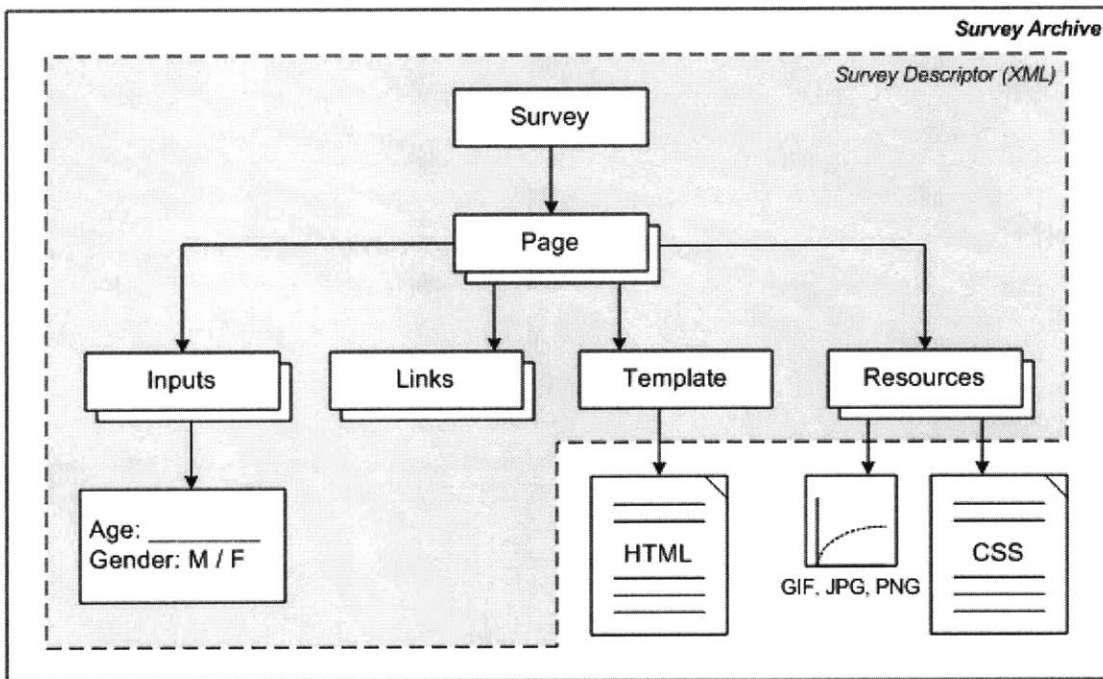 Survey Archive
Survey Descriptor (XML)
Survey
Page
Inputs
Links
Template
Resources
Age: ________
Gender: M / F
HTML
GIF, JPG, PNG
CSS